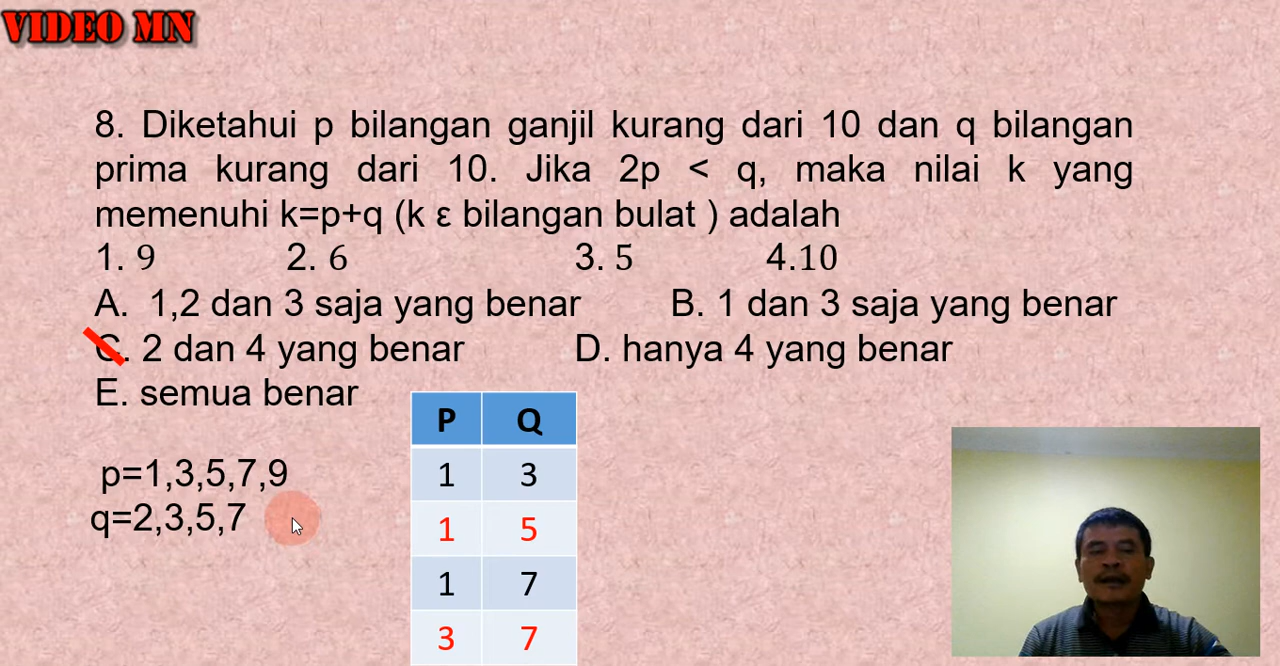 VIDEO MN
8. Diketahui p bilangan ganjil kurang dari 10 dan q bilangan
prima kurang dari 10. Jika 2p < q, maka nilai k yang
memenuhi k=p+q (k ε bilangan bulat ) adalah
1. 9 2. 6 3. 5 4.10
A. 1,2 dan 3 saja yang benar B. 1 dan 3 saja yang benar
C. 2 dan 4 yang benar D. hanya 4 yang benar
E. semua benar
p=1,3,5,7,9
q=2,3,5,7
P Q
1 3
1 5
1 7
3 7